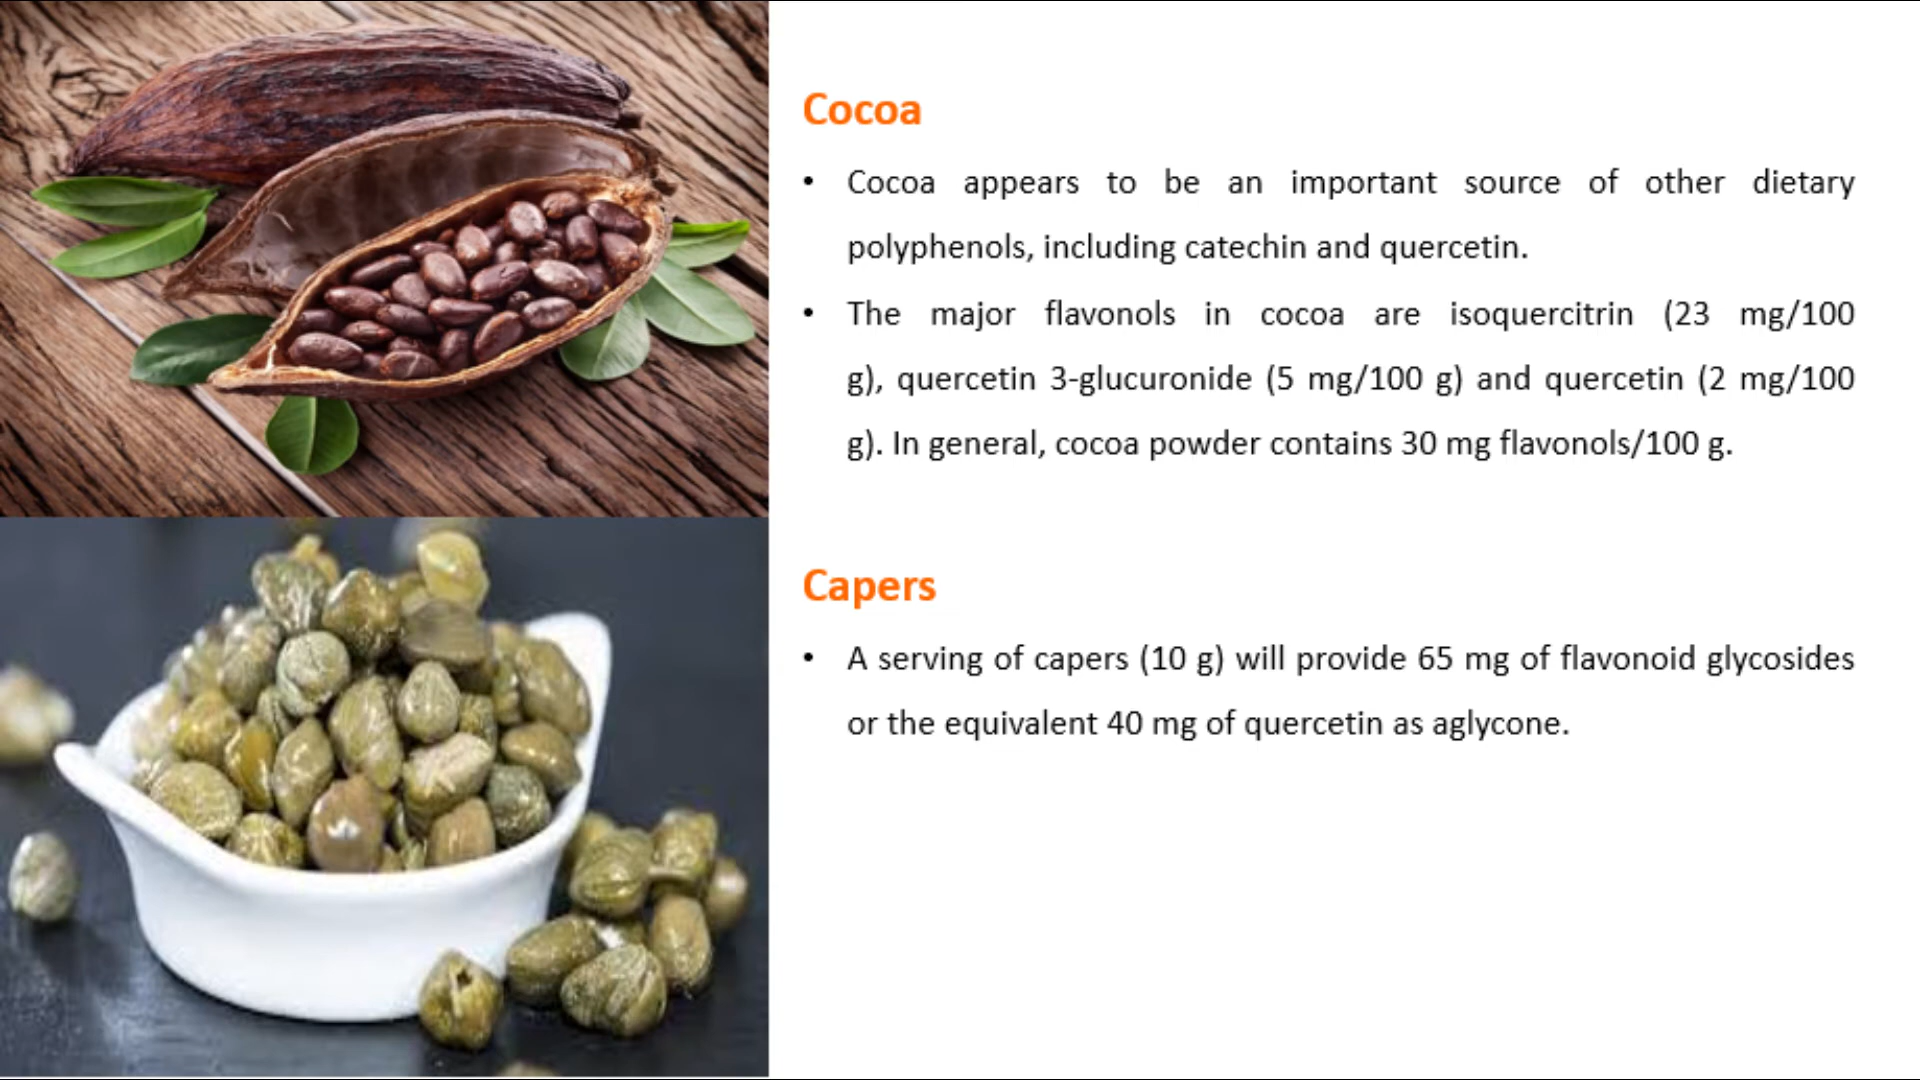 Cocoa
• Cocoa appears to be an important source of other dietary
polyphenols, including catechin and quercetin.
• The major flavonols in cocoa are isoquercitrin (23 mg/100
g), quercetin 3-glucuronide (5 mg/100 g) and quercetin (2 mg/100
g). In general, cocoa powder contains 30 mg flavonols/100 g.
Capers
• A serving of capers (10 g) will provide 65 mg of flavonoid glycosides
or the equivalent 40 mg of quercetin as aglycone.